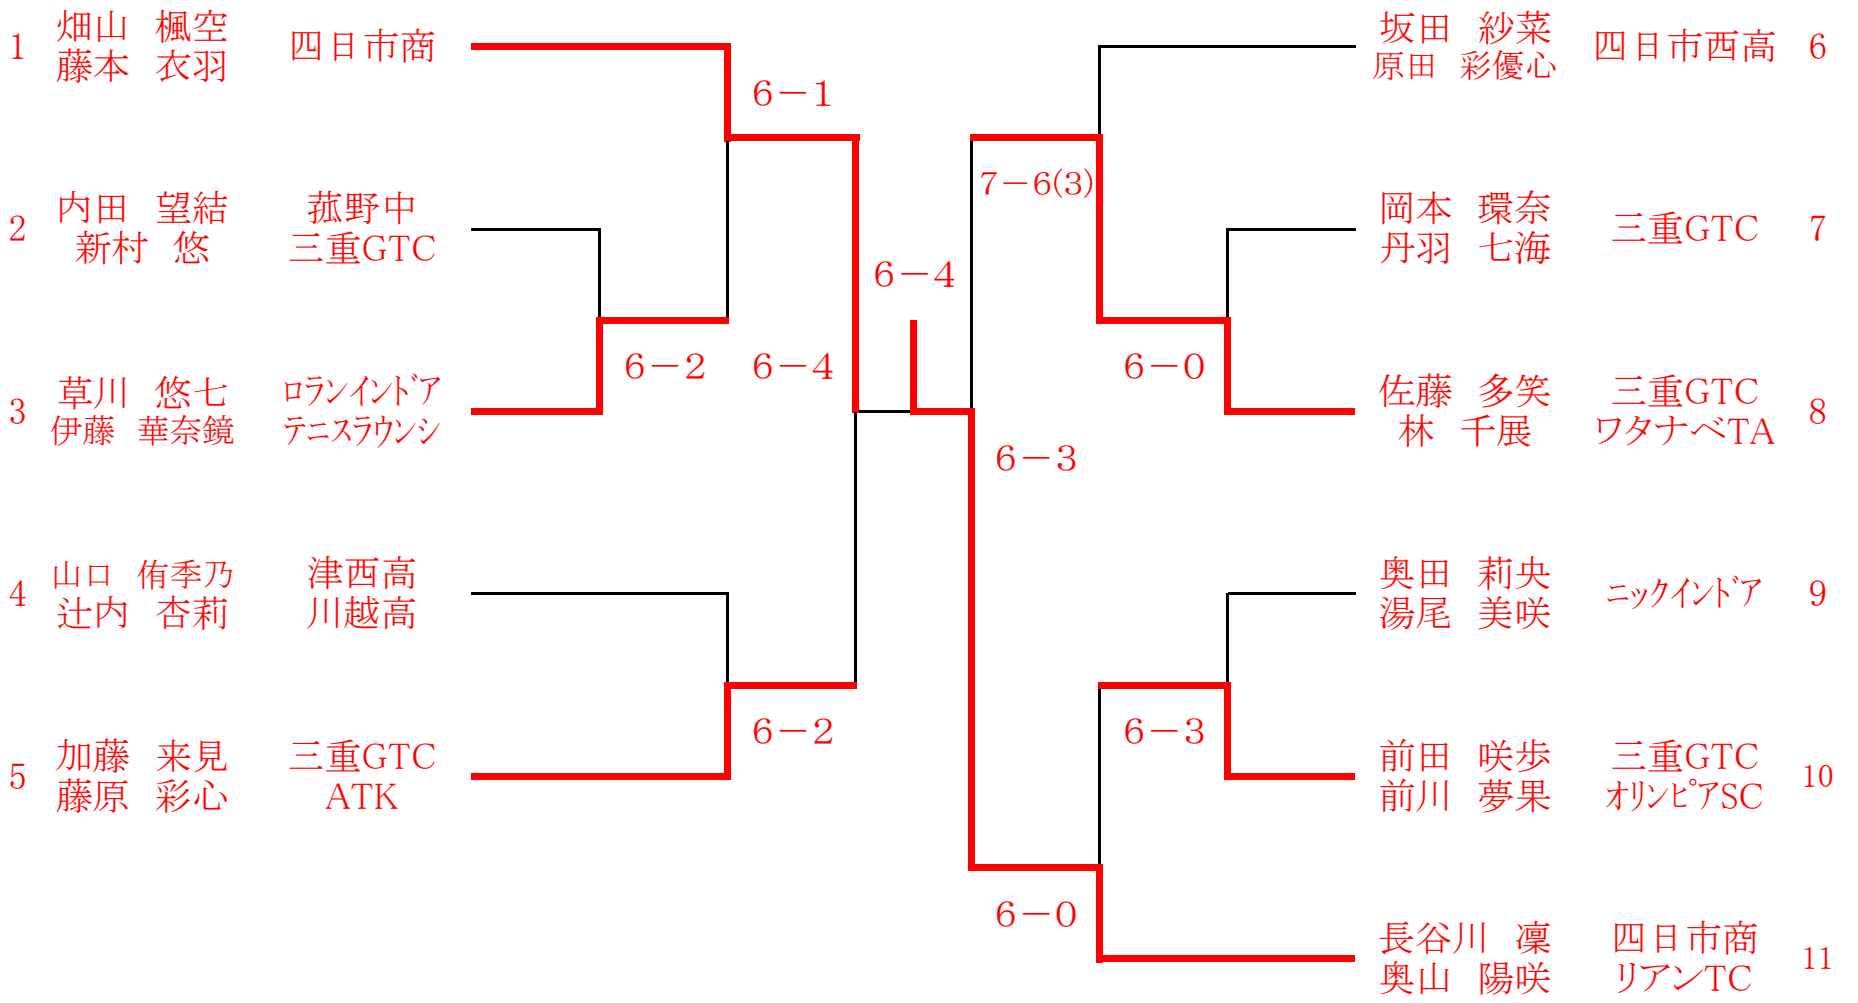 1 畑山 楓空 四日市商
藤本 衣羽
6－1
2 内田 望結 菰野中
新村 悠 三重GTC
3 草川 悠七 ロランインドア
伊藤 華奈鏡 テニスラウンシ
6－2
6－4
4 山口 侑季乃 津西高
辻内 杏莉 川越高
5 加藤 来見 三重GTC
藤原 彩心 ATK
6－2
6－4
坂田 紗菜 四日市西高 6
原田 彩優心
7－6(3)
岡本 環奈 三重GTC 7
丹羽 七海
6－0
佐藤 多笑 三重GTC 8
林 千展 ワタナベTA
6－3
奥田 莉央 ニックインドア 9
湯尾 美咲
6－3
前田 咲歩 三重GTC 10
前川 夢果 オリンピアSC
6－0
長谷川 凜 四日市商 11
奥山 陽咲 リアンTC